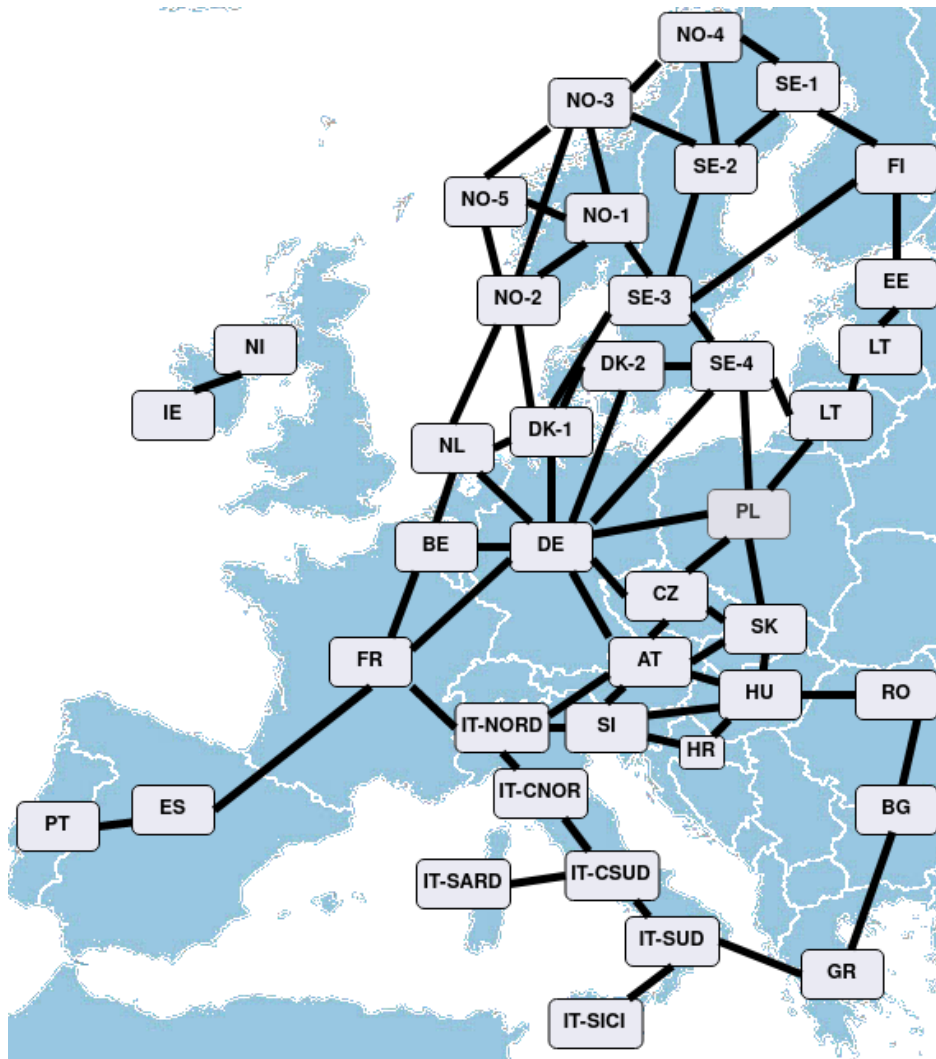 NO-4
SE-1
NO-3
SE-2
FI
NO-5
NO-1
EE
NO-2
SE-3
NI
LT
DK-2
SE-4
IE
LT
DK-1
NL
PL
BE
DE
CZ
SK
FR
AT
HU
RO
IT-NORD
SI
HR
IT-CNOR
PT
ES
BG
IT-SARD
IT-CSUD
IT-SUD
GR
IT-SICI